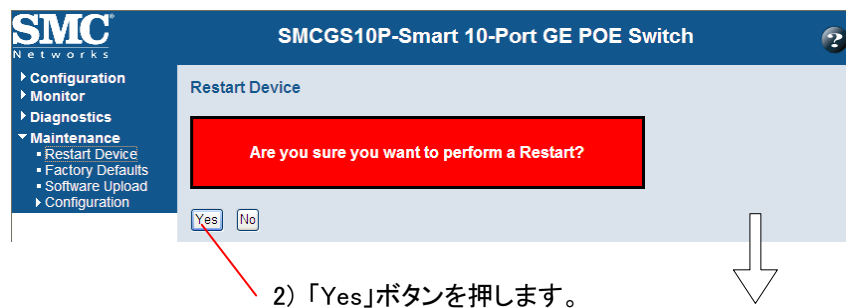 SMC
Networks
SMCGS10P-Smart 10-Port GE POE Switch
?
Configuration
Monitor
Diagnostics
Maintenance
Restart Device
Factory Defaults
Software Upload
Configuration
Restart Device
Are you sure you want to perform a Restart?
Yes No
2) 「Yes」ボタンを押します。